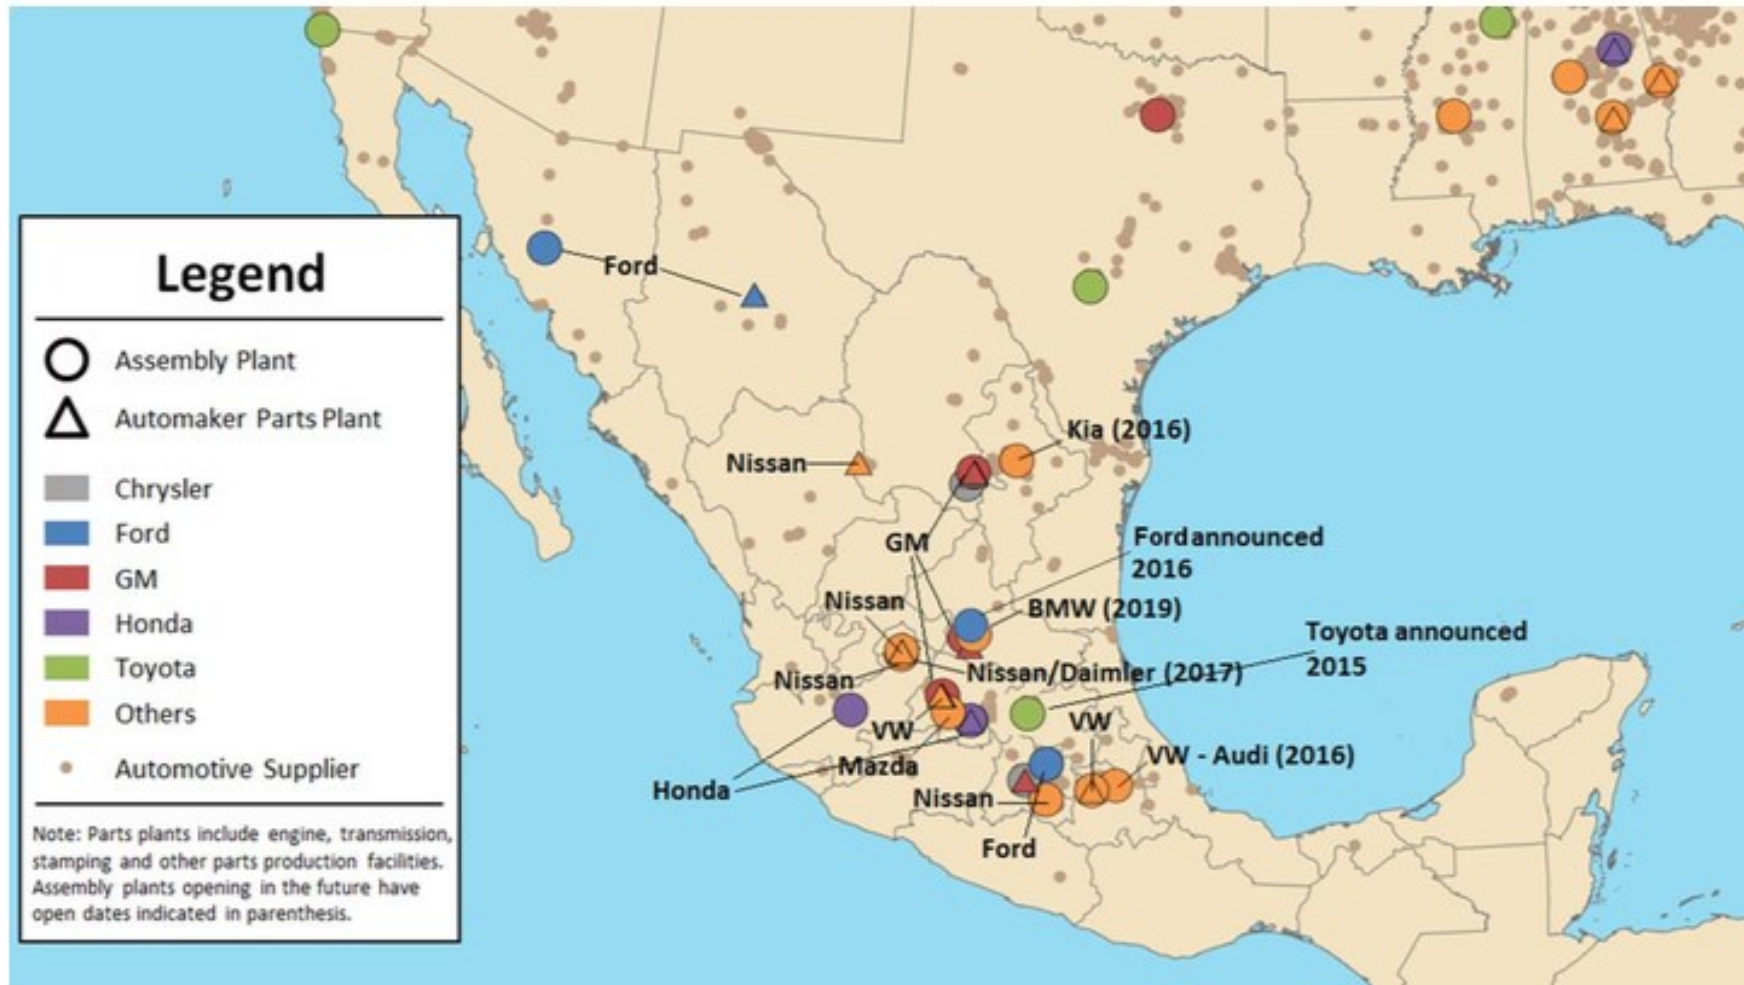 Legend
Assembly Plant
Automaker Parts Plant
Chrysler
Ford
GM
Honda
Toyota
Others
Automotive Supplier
Note: Parts plants include engine, transmission,
stamping and other parts production facilities.
Assembly plants opening in the future have
open dates indicated in parenthesis.
Ford
Kia (2016)
Nissan
GM
Ford announced
2016
Nissan
BMW (2019)
Toyota announced
2015
Nissan
Nissan/Daimler (2017)
VW
VW
Mazda
VW - Audi (2016)
Honda
Nissan
Ford